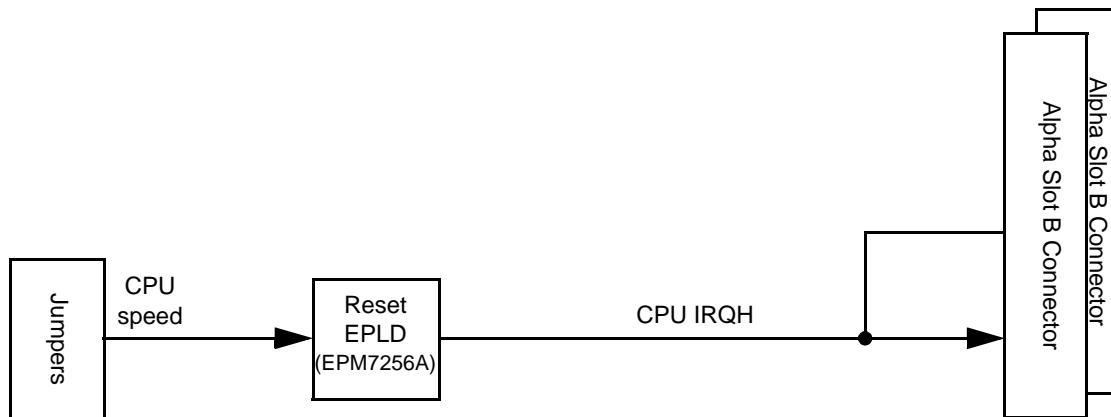 Jumpers
CPU
speed
Reset
EPLD
(EPM7256A)
CPU IRQH
Alpha Slot B Connector
Alpha Slot B Connector